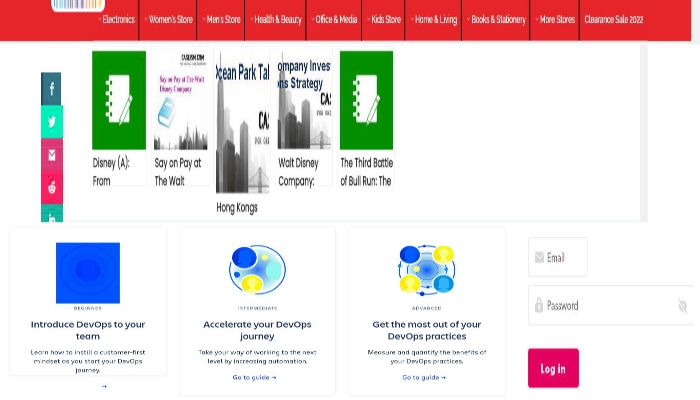 Electronics Women's Store Men's Store Health & Beauty Office & Media Kids Store Home & Living Books & Stationery More Stores Clearance Sale 2022
CASLISM.COM
Say on Pay at The Walt
Disney Company
Disney (A):
From
Say on Pay at
The Walt
Ocean Park Tal
CA:
Hong Kongs
ompany Inves
ns Strategy
CA:
Walt Disney
Company:
The Third Battle
of Bull Run: The
BEGINNER
Introduce DevOps to your
team
Learn how to instill a customer-first
mindset as you start your DevOps
journey.
→
INTERMEDIATE
Accelerate your DevOps
journey
Take your way of working to the next
level by increasing automation.
Go to guide →
ADVANCED
Get the most out of your
DevOps practices
Measure and quantify the benefits of
your DevOps practices.
Go to guide →
Email
Password
Log in